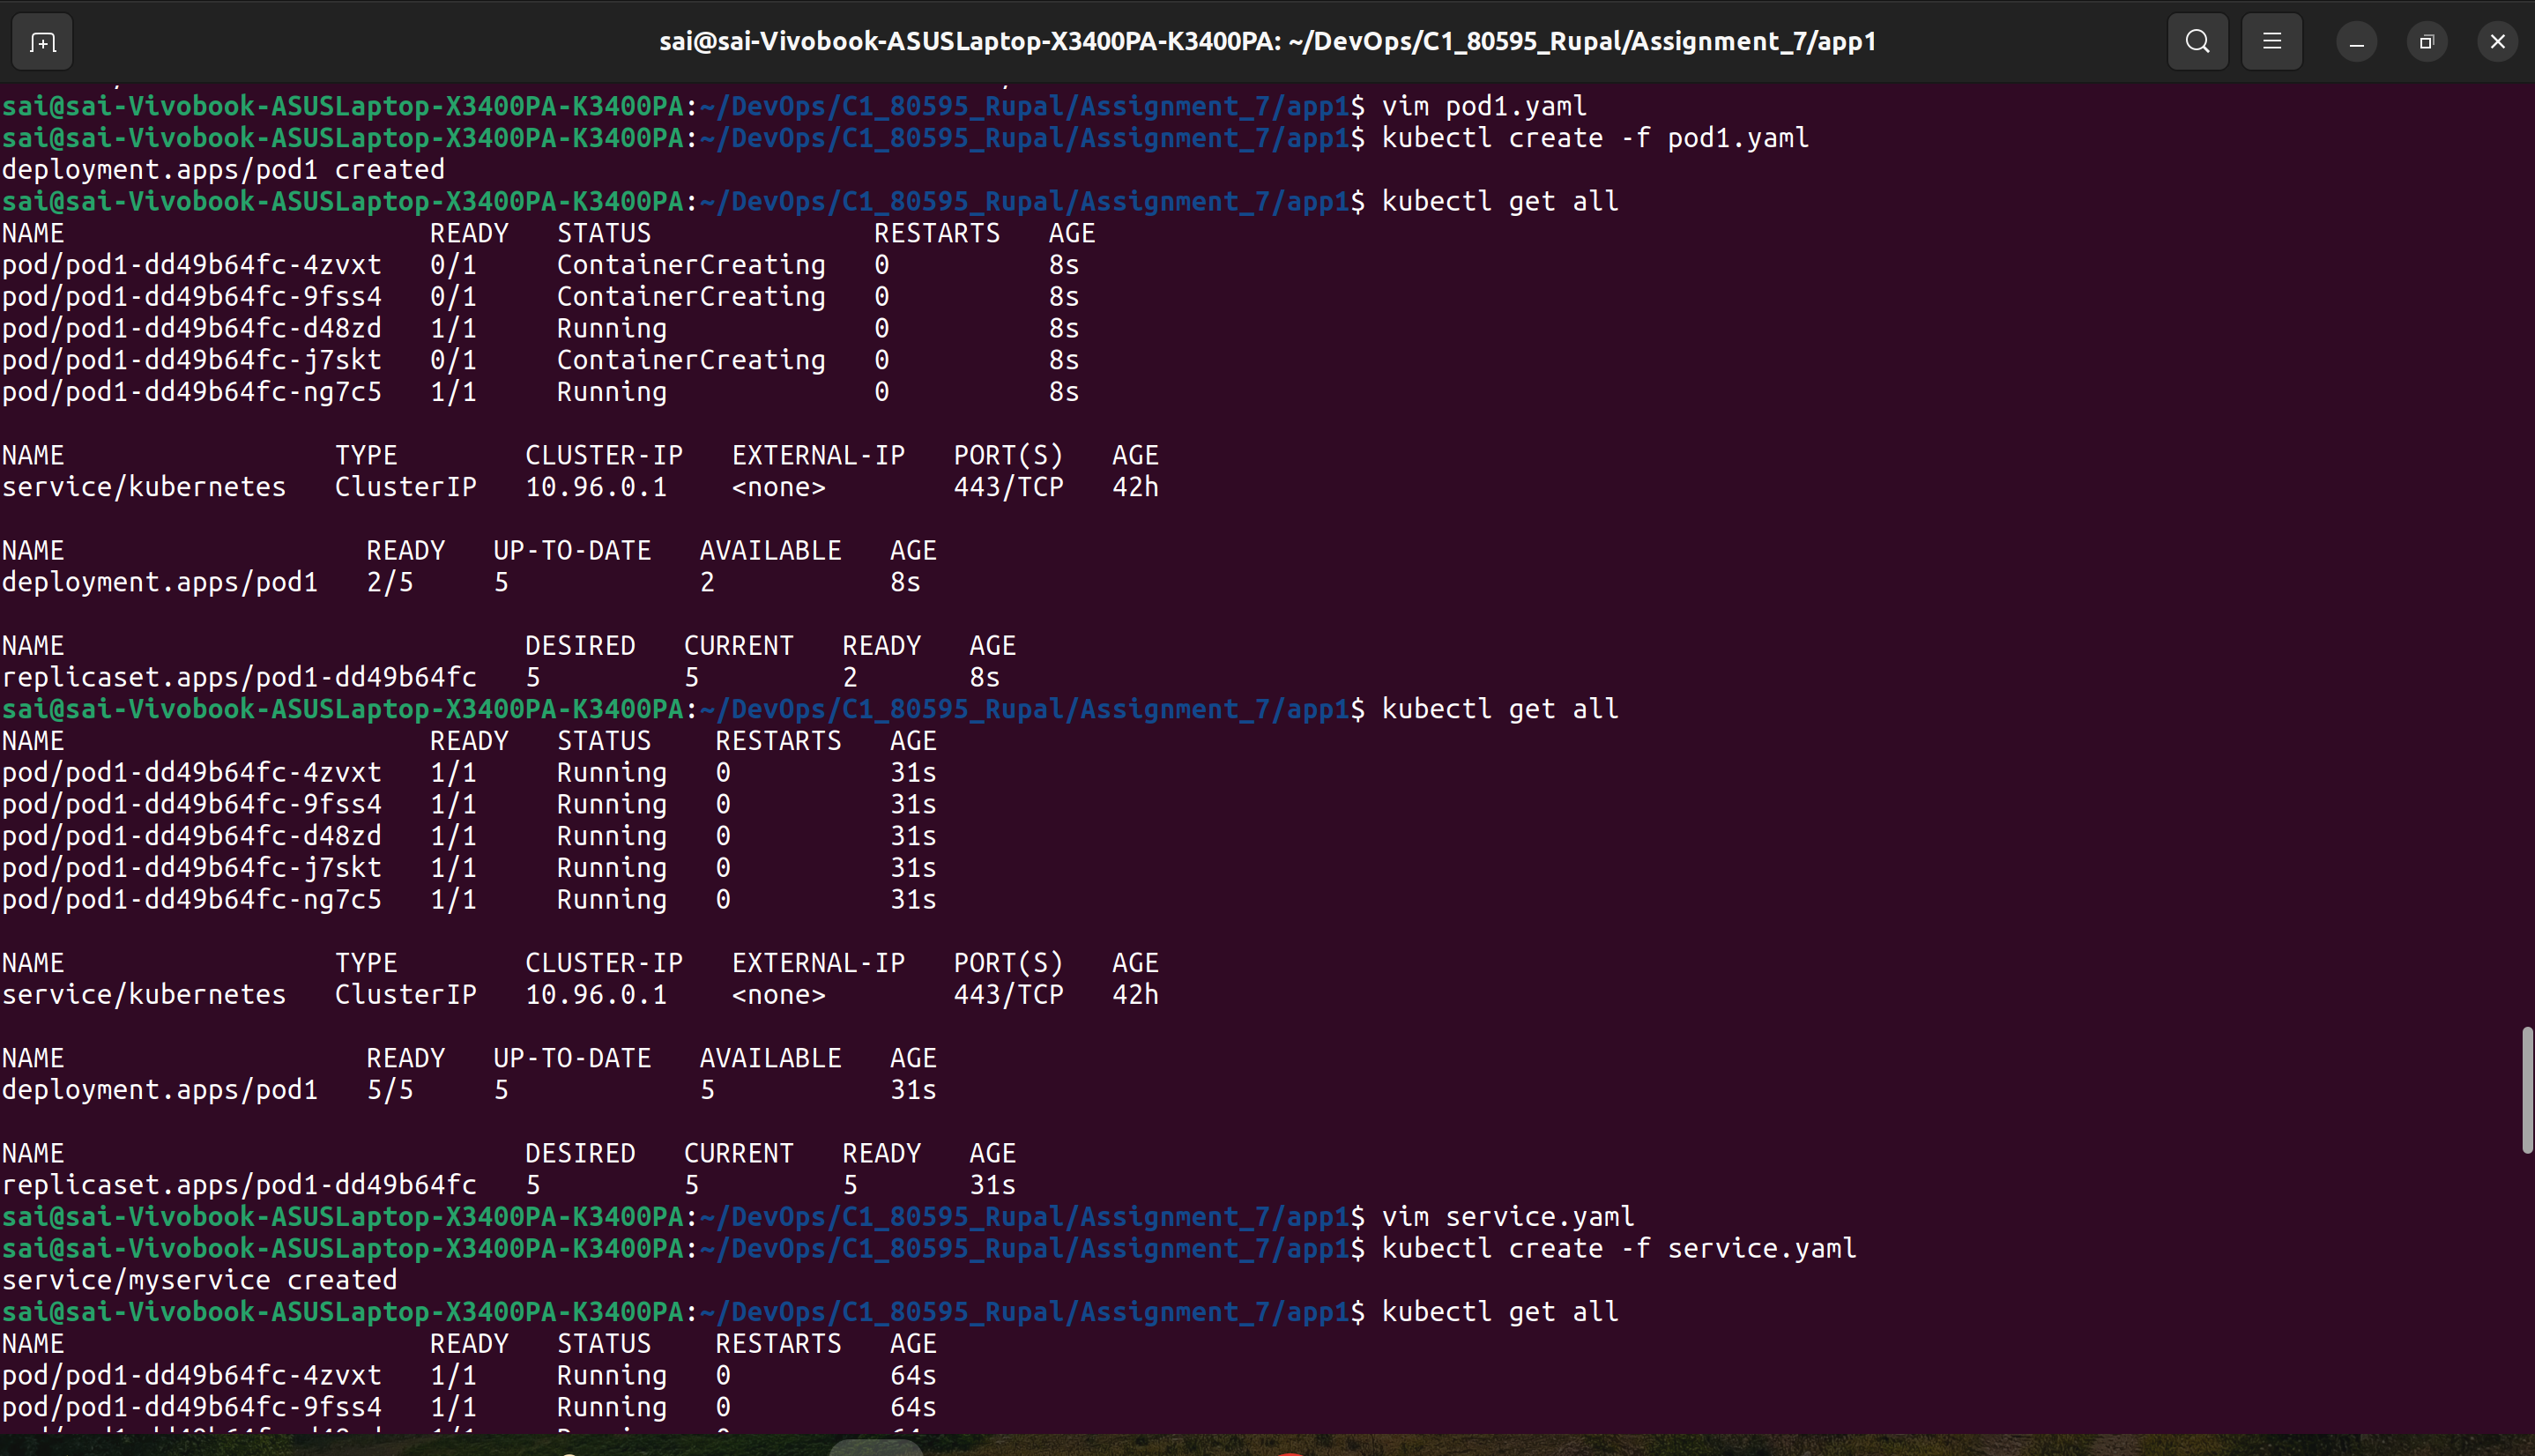 sai@sai-Vivobook-ASUSLaptop-X3400PA-K3400PA: ~/DevOps/C1_80595_Rupal/Assignment_7/app1
sai@sai-Vivobook-ASUSLaptop-X3400PA-K3400PA:~/DevOps/C1_80595_Rupal/Assignment_7/app1$ vim pod1.yaml
sai@sai-Vivobook-ASUSLaptop-X3400PA-K3400PA:~/DevOps/C1_80595_Rupal/Assignment_7/app1$ kubectl create -f pod1.yaml
deployment.apps/pod1 created
sai@sai-Vivobook-ASUSLaptop-X3400PA-K3400PA:~/DevOps/C1_80595_Rupal/Assignment_7/app1$ kubectl get all
NAME                       READY   STATUS              RESTARTS   AGE
pod/pod1-dd49b64fc-4zvxt   0/1     ContainerCreating   0          8s
pod/pod1-dd49b64fc-9fss4   0/1     ContainerCreating   0          8s
pod/pod1-dd49b64fc-d48zd   1/1     Running             0          8s
pod/pod1-dd49b64fc-j7skt   0/1     ContainerCreating   0          8s
pod/pod1-dd49b64fc-ng7c5   1/1     Running             0          8s
NAME                 TYPE        CLUSTER-IP   EXTERNAL-IP   PORT(S)   AGE
service/kubernetes   ClusterIP   10.96.0.1    <none>        443/TCP   42h
NAME                   READY   UP-TO-DATE   AVAILABLE   AGE
deployment.apps/pod1   2/5     5            2           8s
NAME                             DESIRED   CURRENT   READY   AGE
replicaset.apps/pod1-dd49b64fc   5         5         2       8s
sai@sai-Vivobook-ASUSLaptop-X3400PA-K3400PA:~/DevOps/C1_80595_Rupal/Assignment_7/app1$ kubectl get all
NAME                       READY   STATUS    RESTARTS   AGE
pod/pod1-dd49b64fc-4zvxt   1/1     Running   0          31s
pod/pod1-dd49b64fc-9fss4   1/1     Running   0          31s
pod/pod1-dd49b64fc-d48zd   1/1     Running   0          31s
pod/pod1-dd49b64fc-j7skt   1/1     Running   0          31s
pod/pod1-dd49b64fc-ng7c5   1/1     Running   0          31s
NAME                 TYPE        CLUSTER-IP   EXTERNAL-IP   PORT(S)   AGE
service/kubernetes   ClusterIP   10.96.0.1    <none>        443/TCP   42h
NAME                   READY   UP-TO-DATE   AVAILABLE   AGE
deployment.apps/pod1   5/5     5            5           31s
NAME                             DESIRED   CURRENT   READY   AGE
replicaset.apps/pod1-dd49b64fc   5         5         5       31s
sai@sai-Vivobook-ASUSLaptop-X3400PA-K3400PA:~/DevOps/C1_80595_Rupal/Assignment_7/app1$ vim service.yaml
sai@sai-Vivobook-ASUSLaptop-X3400PA-K3400PA:~/DevOps/C1_80595_Rupal/Assignment_7/app1$ kubectl create -f service.yaml
service/myservice created
sai@sai-Vivobook-ASUSLaptop-X3400PA-K3400PA:~/DevOps/C1_80595_Rupal/Assignment_7/app1$ kubectl get all
NAME                       READY   STATUS    RESTARTS   AGE
pod/pod1-dd49b64fc-4zvxt   1/1     Running   0          64s
pod/pod1-dd49b64fc-9fss4   1/1     Running   0          64s